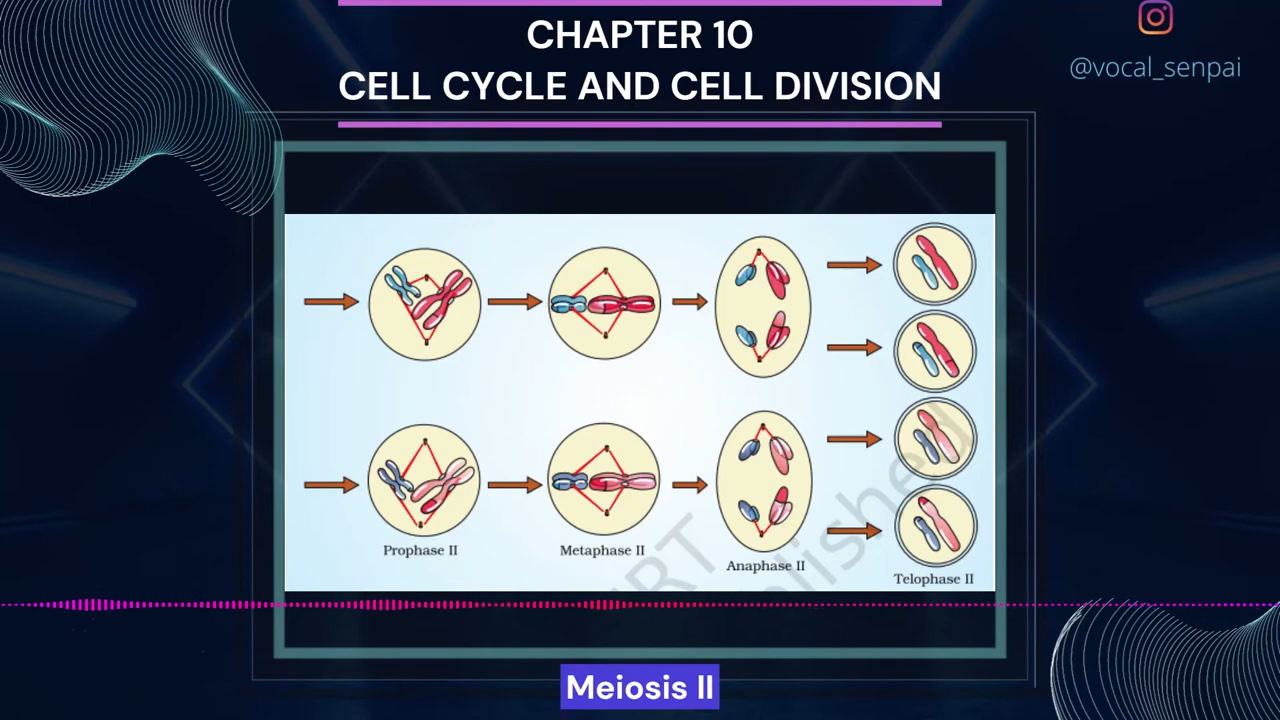 CHAPTER 10
CELL CYCLE AND CELL DIVISION
@vocal_senpai
Prophase II
Metaphase II
Anaphase II
Telophase II
Meiosis II